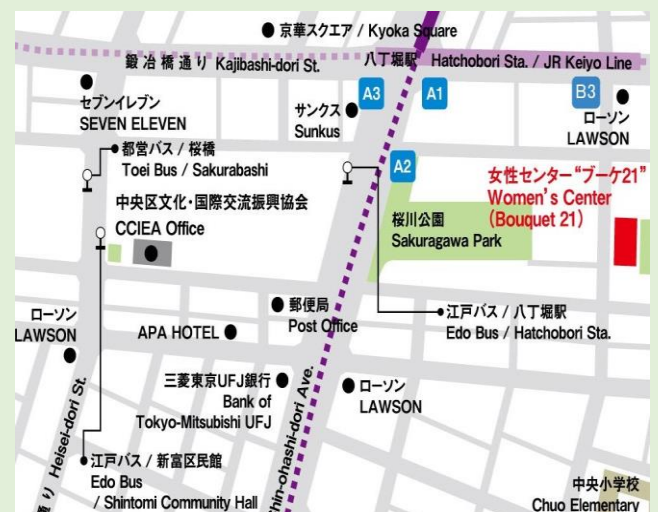 京華スクエア / Kyoka Square
鍛冶橋通り Kajibashi-dori St.
八丁堀駅 Hatchobori Sta. / JR Keiyo Line
セブンイレブン
SEVEN ELEVEN
サンクス
Sunkus
A3
A1
B3
ローソン
LAWSON
都営バス / 桜橋
Toei Bus / Sakurabashi
A2
女性センター“ブーケ21”
Women's Center
(Bouquet 21)
中央区文化・国際交流振興協会
CCIEA Office
桜川公園
Sakuragawa Park
ローソン
LAWSON
郵便局
Post Office
APA HOTEL
江戸バス / 八丁堀駅
Edo Bus / Hatchobori Sta.
三菱東京UFJ銀行
Bank of
Tokyo-Mitsubishi UFJ
ローソン
LAWSON
通り Heisei-dori St.
hin-ohashi-dori Ave.
江戸バス / 新富区民館
Edo Bus
/ Shintomi Community Hall
中央小学校
Chuo Elementary